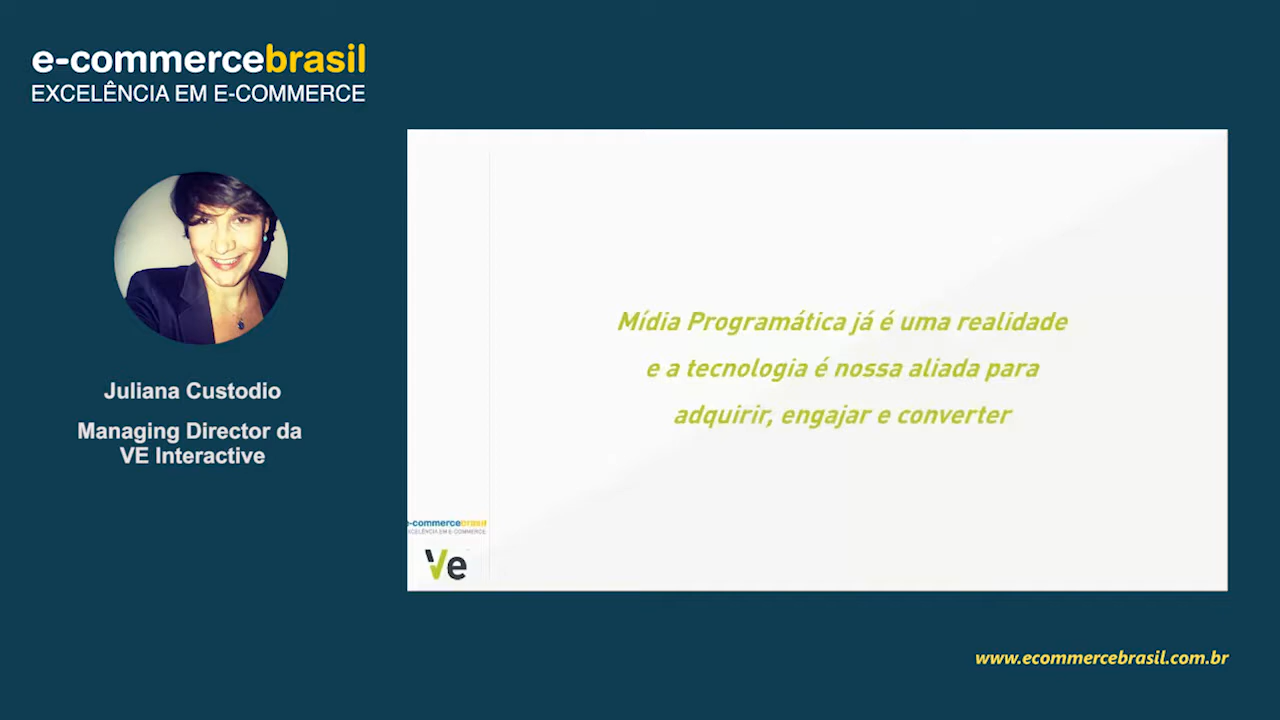 e-commercebrasil
EXCELÊNCIA EM E-COMMERCE
Juliana Custodio
Managing Director da
VE Interactive
Mídia Programática já é uma realidade
e a tecnologia é nossa aliada para
adquirir, engajar e converter
e-commercebrasil
EXCELÊNCIA EM E-COMMERCE
Ve
www.ecommercebrasil.com.br